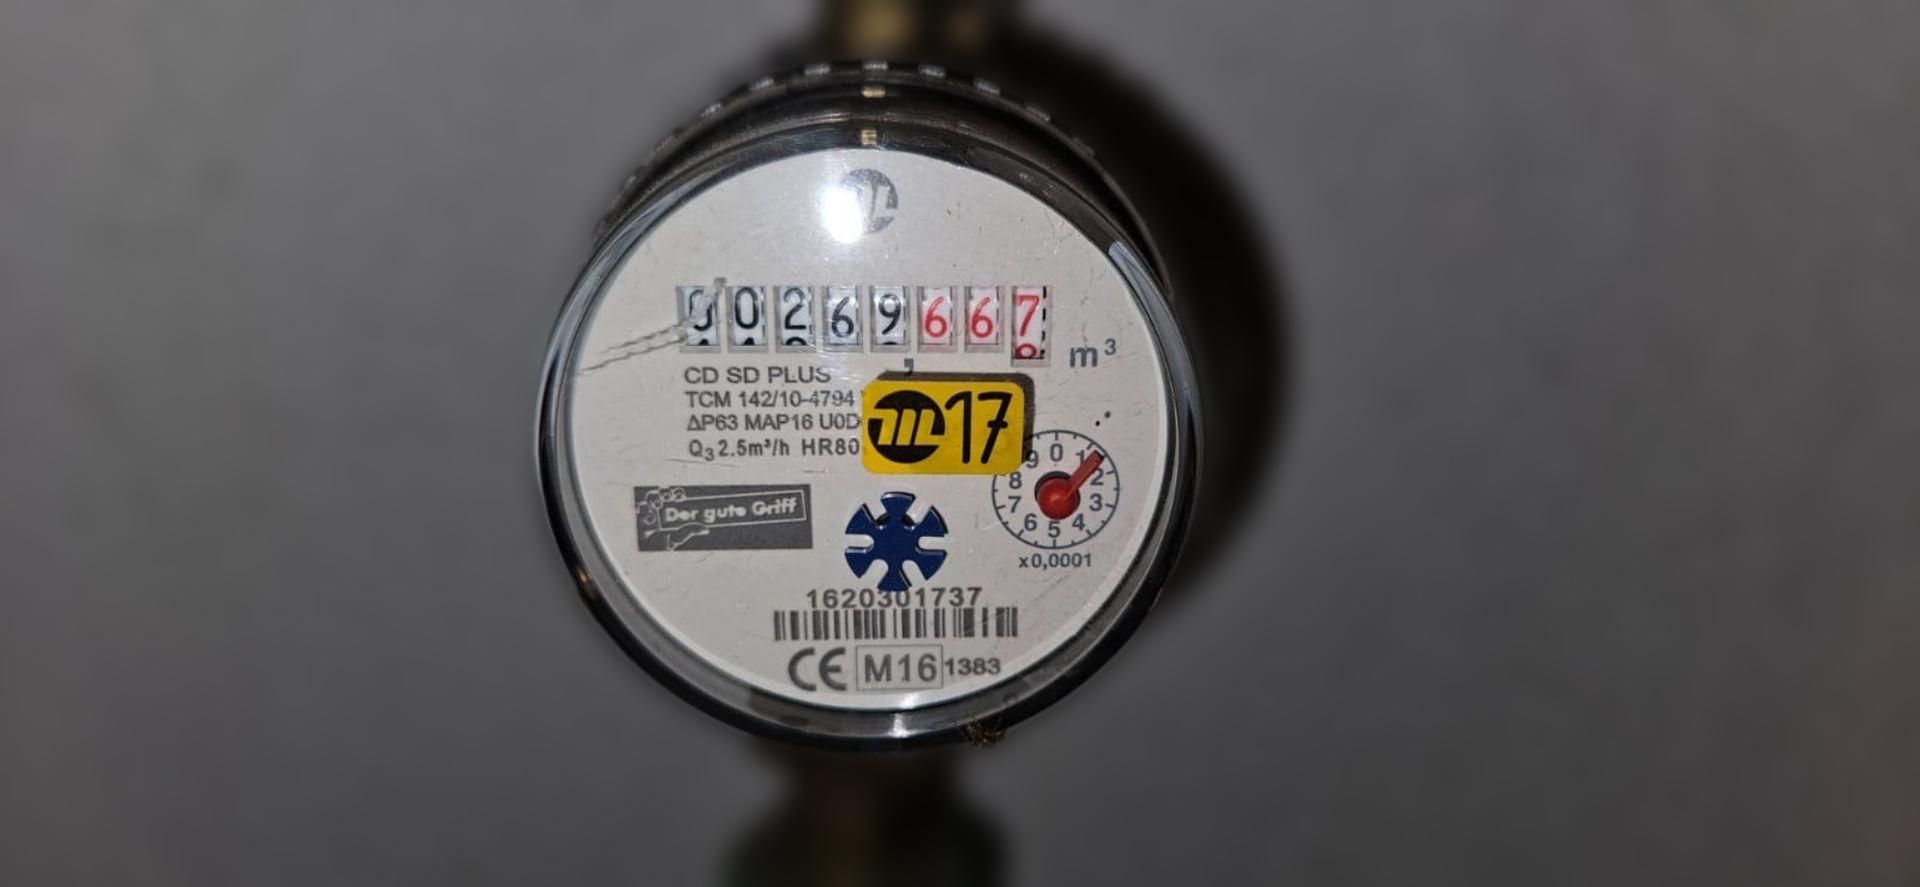 00269,667 m³
CD SD PLUS
TCM 142/10-4794
ΔP63 MAP16 U0D
Q₃ 2.5m³/h HR80
m 17
9 0 1 2 3 4 5 6 7 8
x0,0001
Der gute Griff
1620301737
CE M16 1383